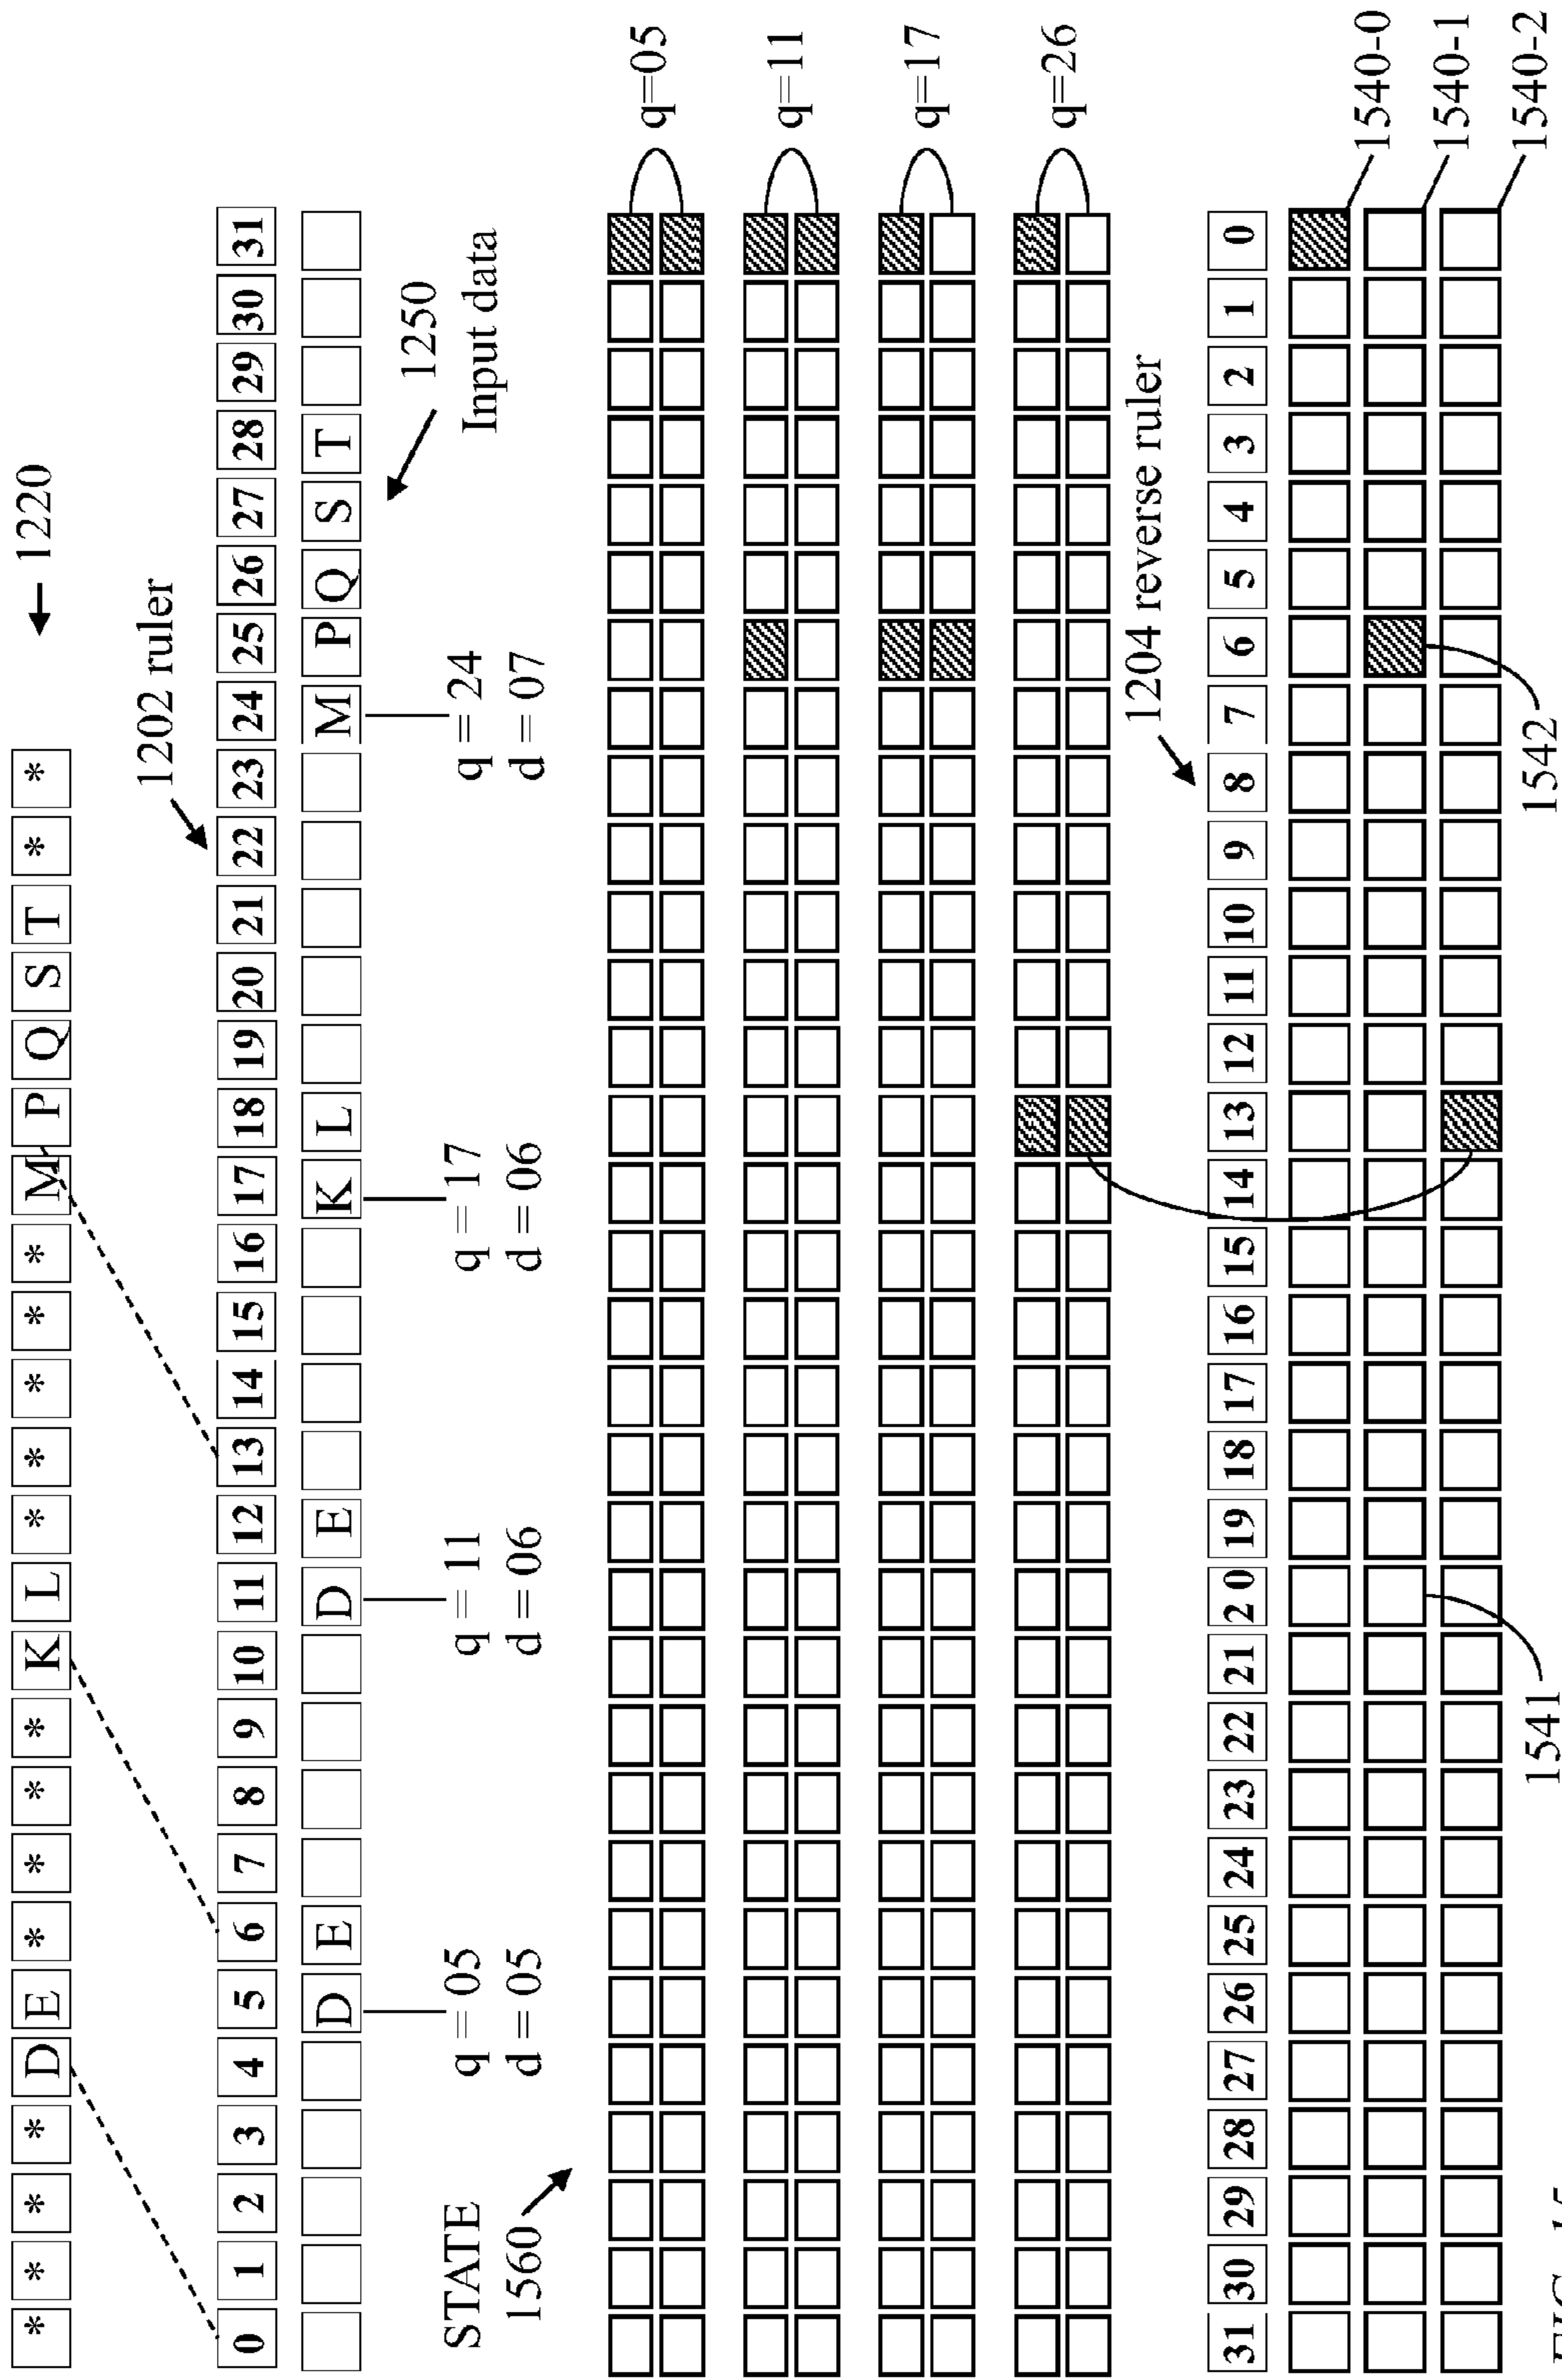 * * * * D E * * * * K L * * * * * M P Q S T * * ← 1220
1202 ruler
0 1 2 3 4 5 6 7 8 9 10 11 12 13 14 15 16 17 18 19 20 21 22 23 24 25 26 27 28 29 30 31
D E D E K L M P Q S T
1250
Input data
q = 05
d = 05
q = 11
d = 06
q = 17
d = 06
q = 24
d = 07
STATE
1560
q=05
q=11
q=17
q=26
1204 reverse ruler
31 30 29 28 27 26 25 24 23 22 21 2 0 19 18 17 16 15 14 13 12 11 10 9 8 7 6 5 4 3 2 1 0
1540-0
1540-1
1540-2
1541
1542
FIG. 15